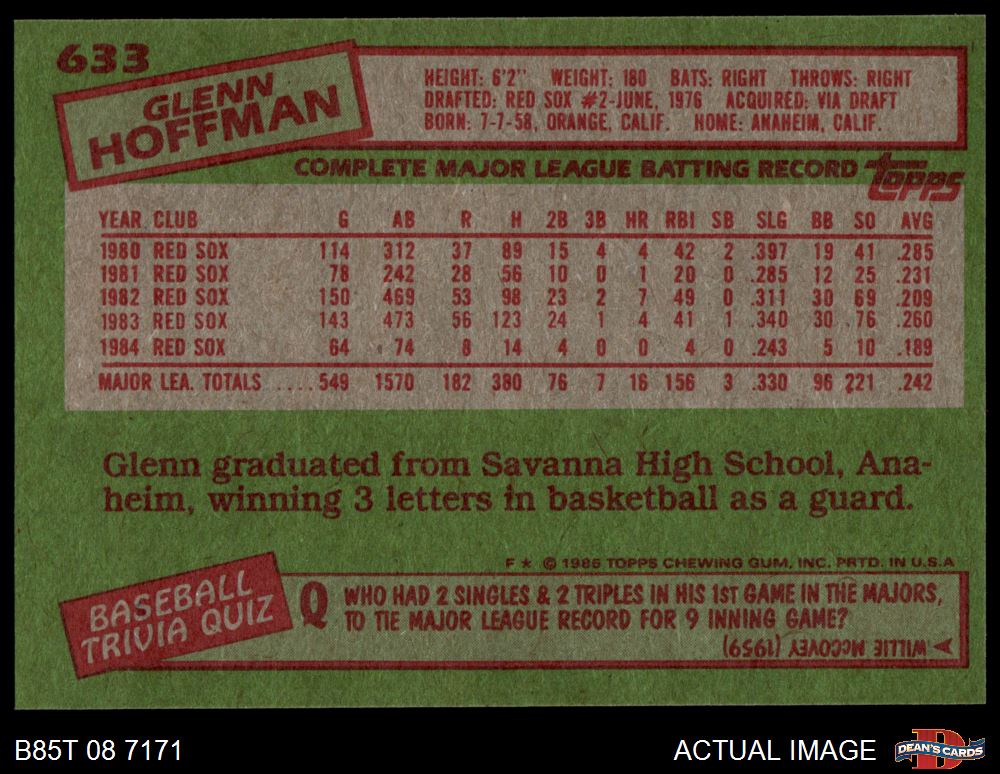 633
GLENN
HOFFMAN
HEIGHT: 6'2" WEIGHT: 180 BATS: RIGHT THROWS: RIGHT
DRAFTED: RED SOX #2-JUNE, 1976 ACQUIRED: VIA DRAFT
BORN: 7-7-58, ORANGE, CALIF. HOME: ANAHEIM, CALIF.
COMPLETE MAJOR LEAGUE BATTING RECORD topps
YEAR CLUB G AB R H 2B 3B HR RBI SB SLG BB SO AVG
1980 RED SOX 114 312 37 89 15 4 4 42 2 .397 19 41 .285
1981 RED SOX 78 242 28 56 10 0 1 20 0 .285 12 25 .231
1982 RED SOX 150 469 53 98 23 2 7 49 0 .311 30 69 .209
1983 RED SOX 143 473 56 123 24 1 4 41 1 .340 30 76 .260
1984 RED SOX 64 74 8 14 4 0 0 4 0 .243 5 10 .189
MAJOR LEA. TOTALS ....549 1570 182 380 76 7 16 156 3 .330 96 221 .242
Glenn graduated from Savanna High School, Ana-
heim, winning 3 letters in basketball as a guard.
F ★ © 1985 TOPPS CHEWING GUM, INC. PRTD. IN U.S.A
BASEBALL
TRIVIA QUIZ
Q WHO HAD 2 SINGLES & 2 TRIPLES IN HIS 1ST GAME IN THE MAJORS,
TO TIE MAJOR LEAGUE RECORD FOR 9 INNING GAME?
WILLIE McCOVEY (1959)
B85T 08 7171
ACTUAL IMAGE
DEAN'S CARDS